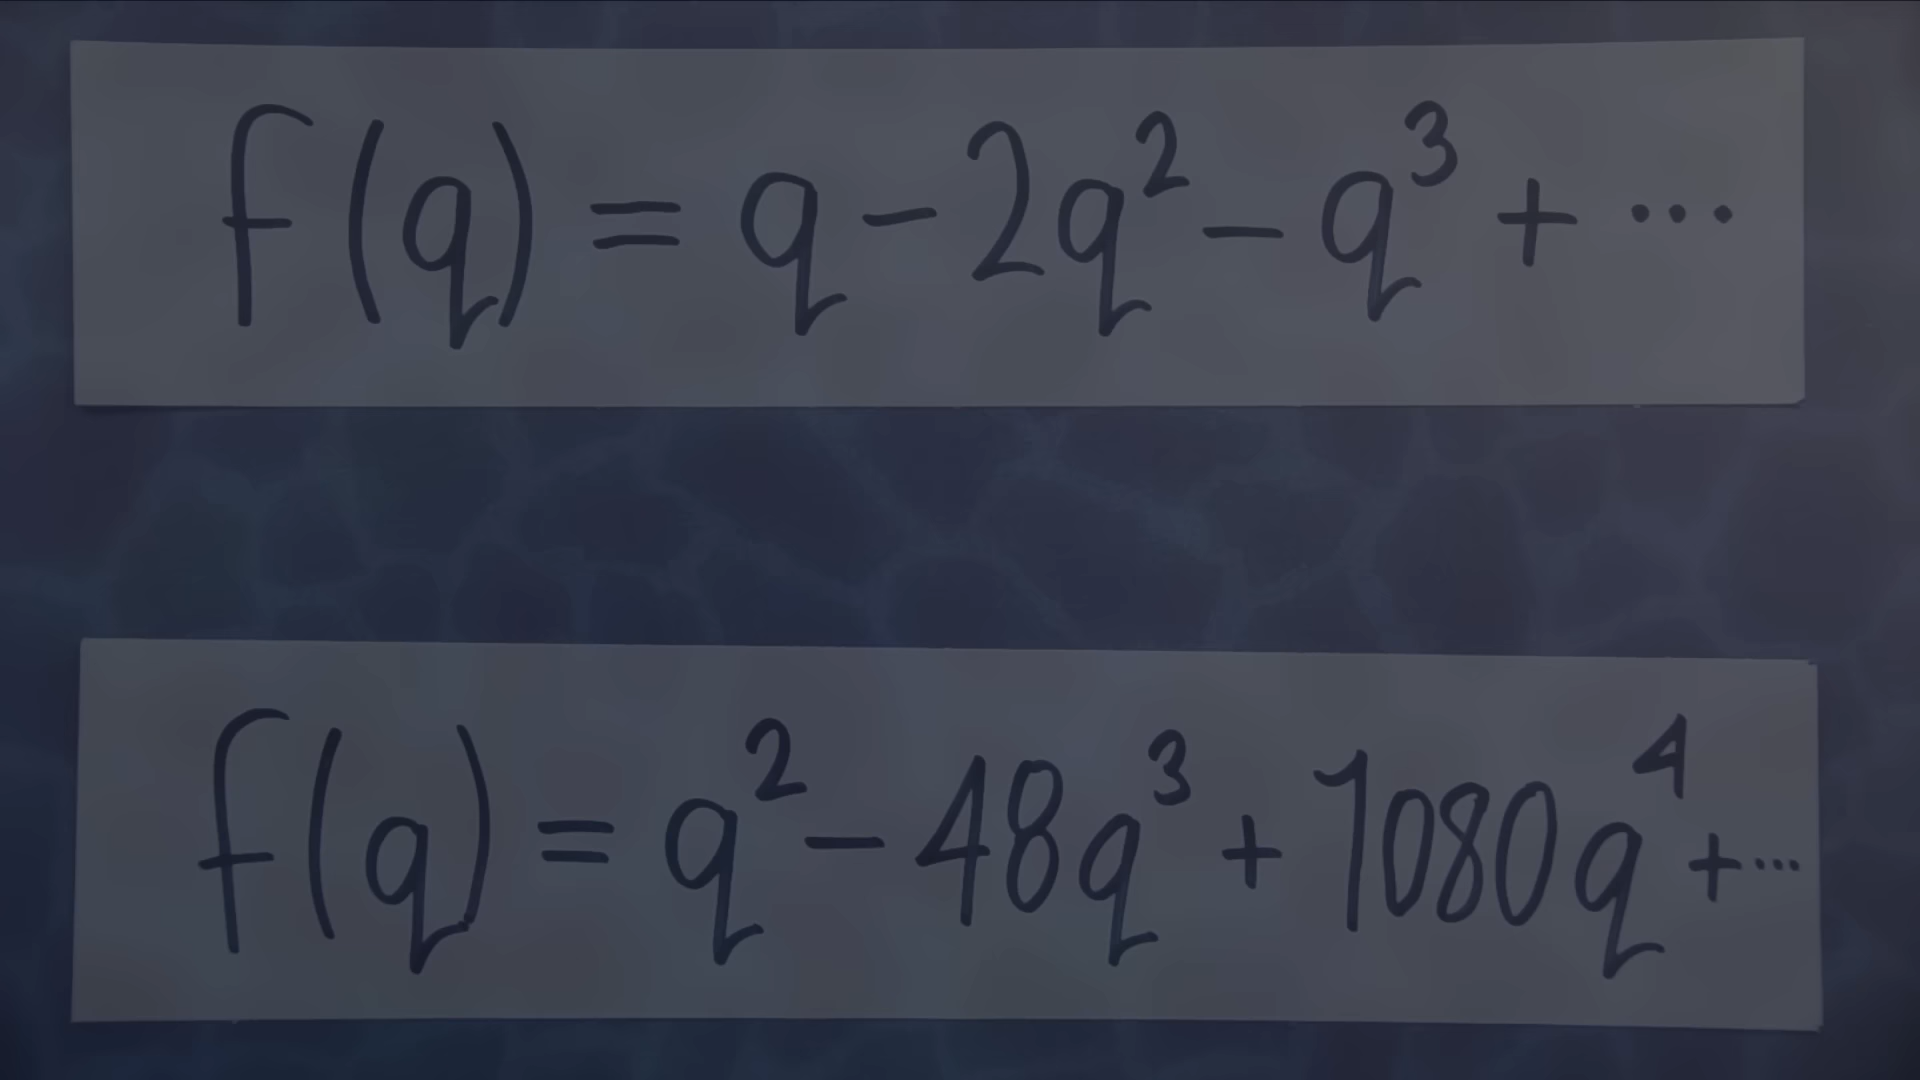 f(q) = q - 2q² - q³ + ...
f(q) = q² - 48q³ + 1080q⁴ + ...